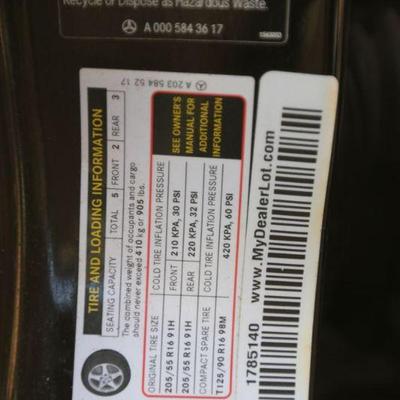 Recycle or Dispose as Hazardous Waste.
A 000 584 36 17
A 203 584 52 17
TIRE AND LOADING INFORMATION
SEATING CAPACITY TOTAL 5 FRONT 2 REAR 3
The combined weight of occupants and cargo
should never exceed 410 kg or 905 lbs.
ORIGINAL TIRE SIZE COLD TIRE INFLATION PRESSURE
205/55 R16 91H FRONT 210 KPA, 30 PSI
205/55 R16 91H REAR 220 KPA, 32 PSI
COMPACT SPARE TIRE COLD TIRE INFLATION PRESSURE
T125/90 R16 98M 420 KPA, 60 PSI
SEE OWNER'S
MANUAL FOR
ADDITIONAL
INFORMATION
www.MyDealerLot.com
1785140